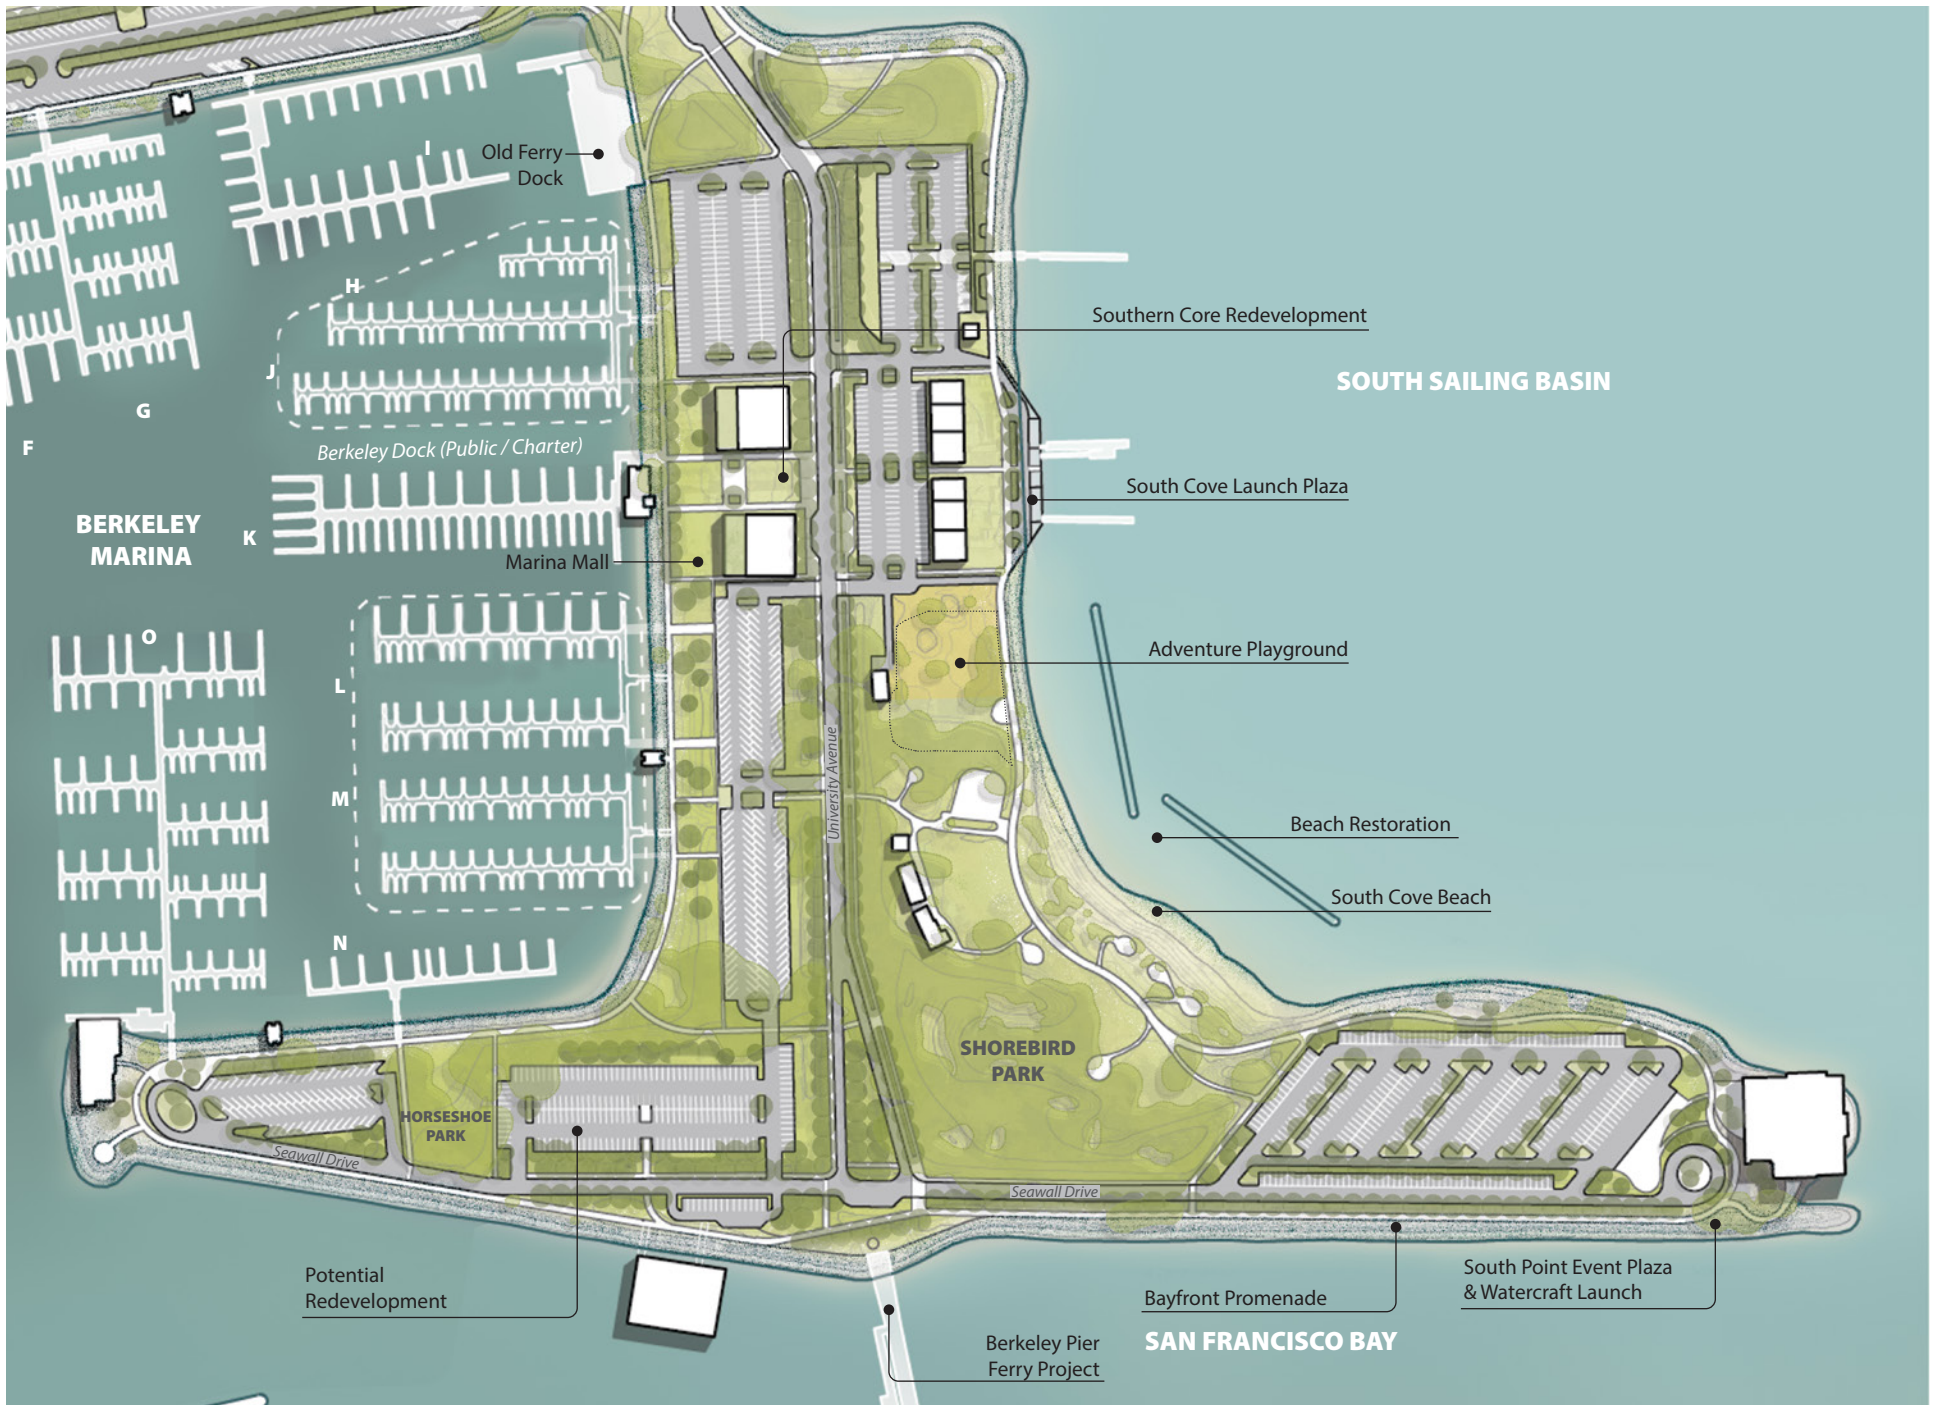 I
Old Ferry
Dock
H
Southern Core Redevelopment
J
SOUTH SAILING BASIN
G
F
Berkeley Dock (Public / Charter)
South Cove Launch Plaza
BERKELEY
MARINA
K
Marina Mall
O
Adventure Playground
L
University Avenue
M
Beach Restoration
South Cove Beach
N
SHOREBIRD
PARK
HORSESHOE
PARK
Seawall Drive
Seawall Drive
Potential
Redevelopment
South Point Event Plaza
& Watercraft Launch
Bayfront Promenade
Berkeley Pier
Ferry Project
SAN FRANCISCO BAY